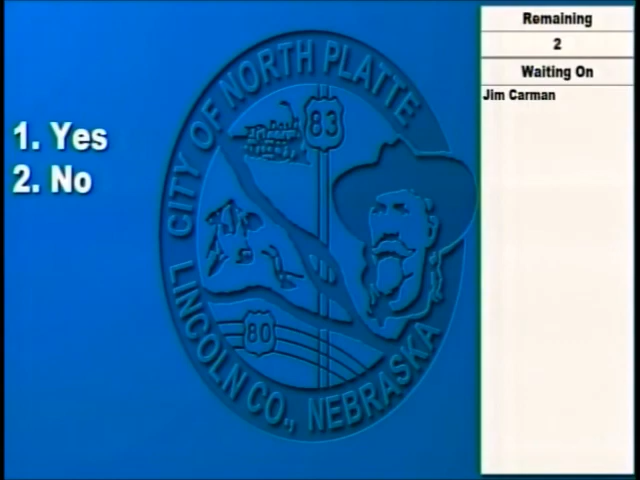 1. Yes
2. No
CITY OF NORTH PLATTE
83
80
LINCOLN CO., NEBRASKA
Remaining
2
Waiting On
Jim Carman